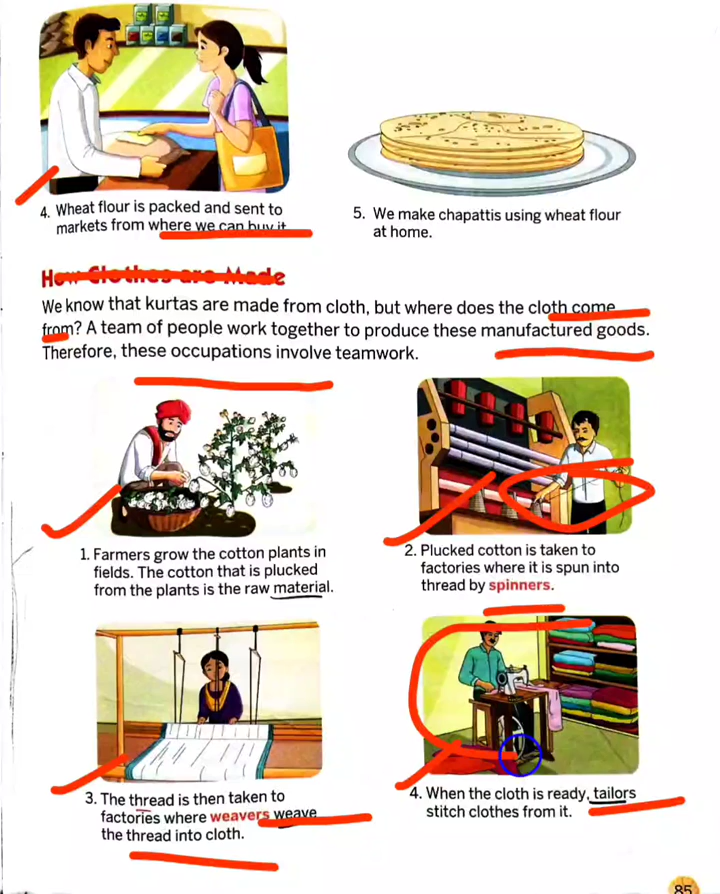 4. Wheat flour is packed and sent to
markets from where we can buy it
5. We make chapattis using wheat flour
at home.
How Clothes are Made
We know that kurtas are made from cloth, but where does the cloth come
from? A team of people work together to produce these manufactured goods.
Therefore, these occupations involve teamwork.
1. Farmers grow the cotton plants in
fields. The cotton that is plucked
from the plants is the raw material.
2. Plucked cotton is taken to
factories where it is spun into
thread by spinners.
3. The thread is then taken to
factories where weavers weave
the thread into cloth.
4. When the cloth is ready, tailors
stitch clothes from it.
85